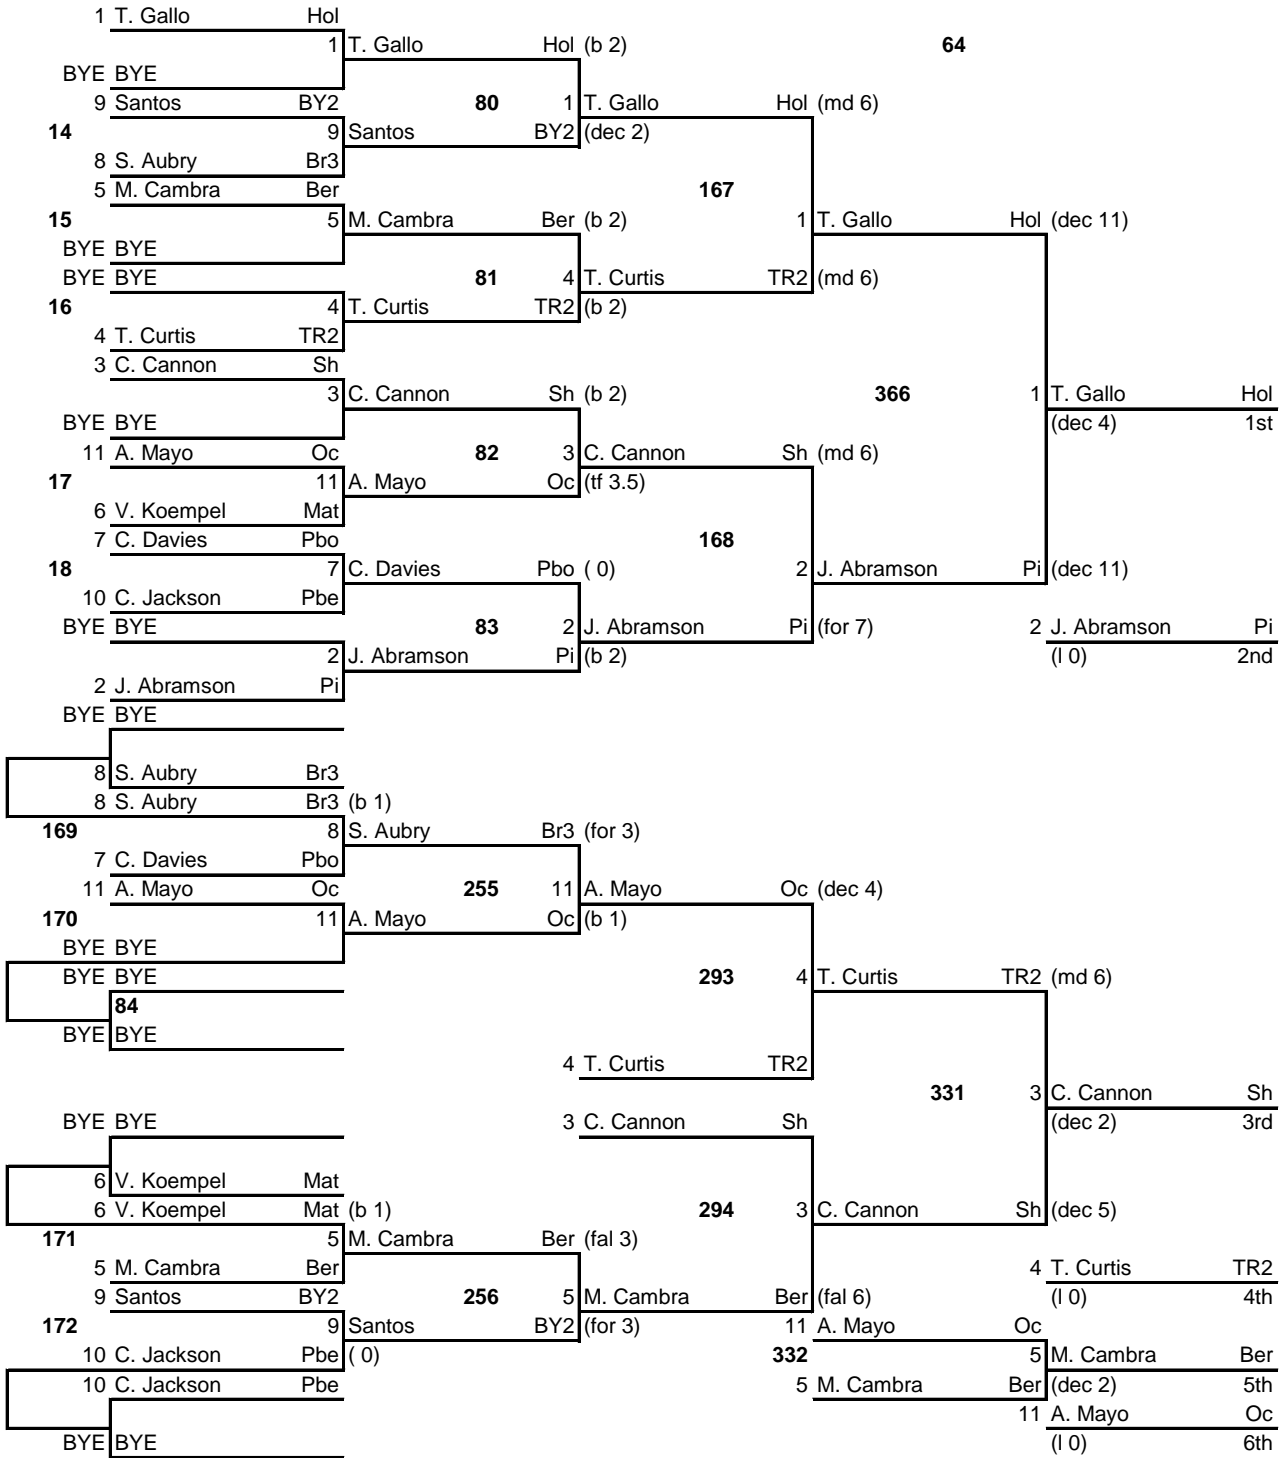 1 T. Gallo Hol
1 T. Gallo Hol (b 2) 64
BYE BYE
9 Santos BY2 80 1 T. Gallo Hol (md 6)
14 9 Santos BY2 (dec 2)
8 S. Aubry Br3
5 M. Cambra Ber 167
15 5 M. Cambra Ber (b 2) 1 T. Gallo Hol (dec 11)
BYE BYE
BYE BYE 81 4 T. Curtis TR2 (md 6)
16 4 T. Curtis TR2 (b 2)
4 T. Curtis TR2
3 C. Cannon Sh
3 C. Cannon Sh (b 2) 366 1 T. Gallo Hol
BYE BYE (dec 4) 1st
11 A. Mayo Oc 82 3 C. Cannon Sh (md 6)
17 11 A. Mayo Oc (tf 3.5)
6 V. Koempel Mat
7 C. Davies Pbo 168
18 7 C. Davies Pbo ( 0) 2 J. Abramson Pi (dec 11)
10 C. Jackson Pbe
BYE BYE 83 2 J. Abramson Pi (for 7) 2 J. Abramson Pi
2 J. Abramson Pi (b 2) (l 0) 2nd
2 J. Abramson Pi
BYE BYE
8 S. Aubry Br3
8 S. Aubry Br3 (b 1)
169 8 S. Aubry Br3 (for 3)
7 C. Davies Pbo
11 A. Mayo Oc 255 11 A. Mayo Oc (dec 4)
170 11 A. Mayo Oc (b 1)
BYE BYE
BYE BYE 293 4 T. Curtis TR2 (md 6)
84
BYE BYE
4 T. Curtis TR2
331 3 C. Cannon Sh
BYE BYE 3 C. Cannon Sh (dec 2) 3rd
6 V. Koempel Mat
6 V. Koempel Mat (b 1) 294 3 C. Cannon Sh (dec 5)
171 5 M. Cambra Ber (fal 3)
5 M. Cambra Ber 4 T. Curtis TR2
9 Santos BY2 256 5 M. Cambra Ber (fal 6) (l 0) 4th
172 9 Santos BY2 (for 3) 11 A. Mayo Oc
10 C. Jackson Pbe ( 0) 332 5 M. Cambra Ber
10 C. Jackson Pbe 5 M. Cambra Ber (dec 2) 5th
11 A. Mayo Oc
BYE BYE (l 0) 6th